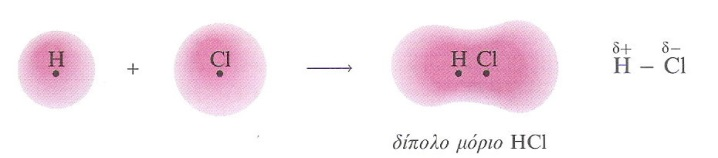 H + Cl → H Cl
δ+ δ−
H − Cl
δίπολο μόριο HCl